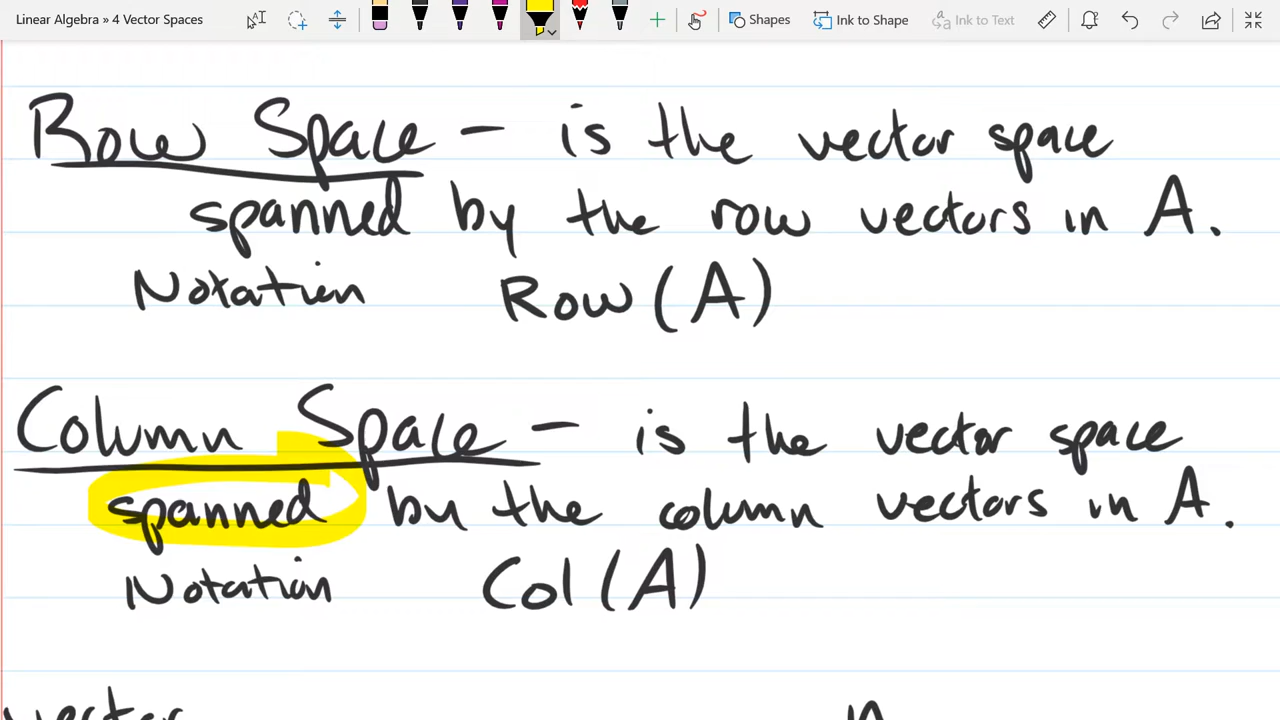 Linear Algebra » 4 Vector Spaces
Shapes
Ink to Shape
Ink to Text
Row Space - is the vector space
spanned by the row vectors in A.
Notation Row(A)
Column Space - is the vector space
spanned by the column vectors in A.
Notation Col(A)
vector